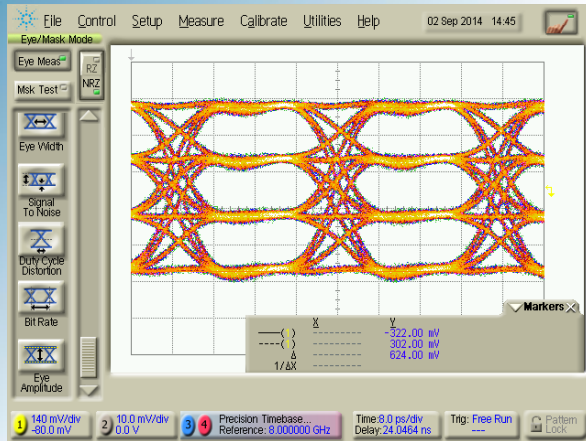 File Control Setup Measure Calibrate Utilities Help 02 Sep 2014 14:45
Eye/Mask Mode
Eye Meas
RZ
NRZ
Msk Test
Eye Width
Signal
To Noise
Duty Cycle
Distortion
Bit Rate
Eye
Amplitude
Markers
X Y
——( ) --------- -322.00 mV
----( ) --------- 302.00 mV
Δ --------- 624.00 mV
1/ΔX ---------
1 140 mV/div
-80.0 mV
2 10.0 mV/div
0.0 V
3 4 Precision Timebase...
Reference: 8.000000 GHz
Time:8.0 ps/div
Delay:24.0464 ns
Trig: Free Run
---
Pattern
Lock